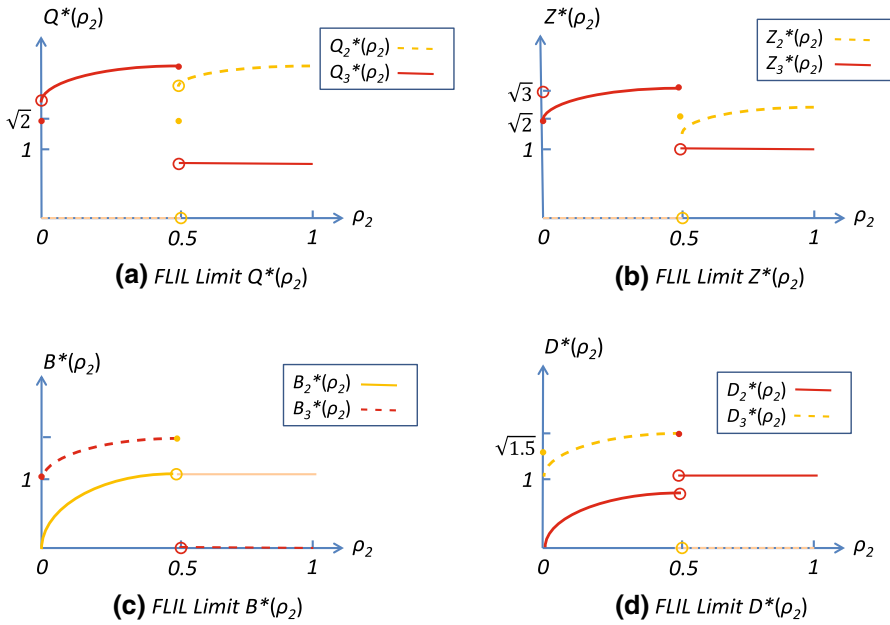 Q*(ρ2)
Q2*(ρ2)
Q3*(ρ2)
√2
1
0
0.5
1
ρ2
(a) FLIL Limit Q*(ρ2)
Z*(ρ2)
Z2*(ρ2)
Z3*(ρ2)
√3
√2
1
0
0.5
1
ρ2
(b) FLIL Limit Z*(ρ2)
B*(ρ2)
B2*(ρ2)
B3*(ρ2)
1
0
0.5
1
ρ2
(c) FLIL Limit B*(ρ2)
D*(ρ2)
D2*(ρ2)
D3*(ρ2)
√1.5
1
0
0.5
1
ρ2
(d) FLIL Limit D*(ρ2)